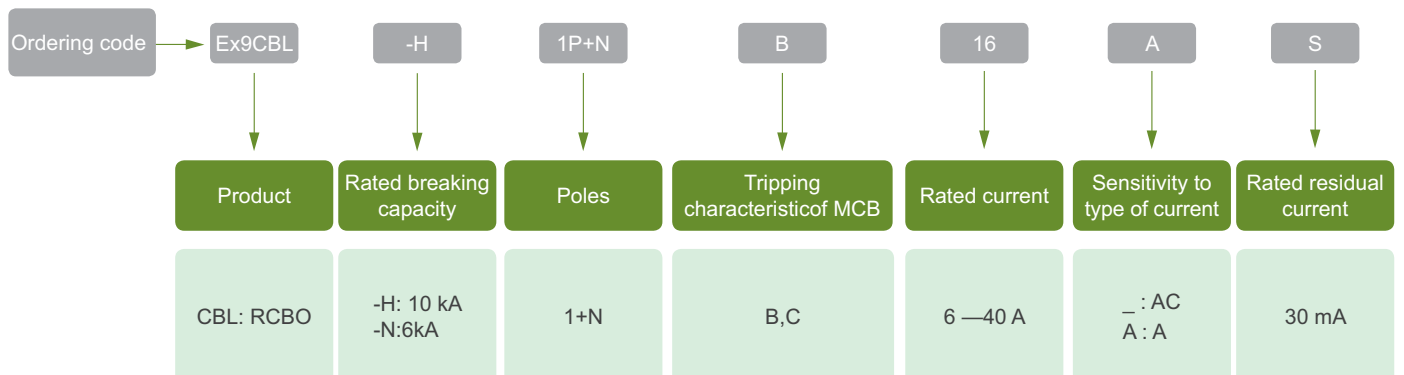 Ordering code
Ex9CBL
-H
1P+N
B
16
A
S
Product
Rated breaking
capacity
Poles
Tripping
characteristicof MCB
Rated current
Sensitivity to
type of current
Rated residual
current
CBL: RCBO
-H: 10 kA
-N:6kA
1+N
B,C
6 —40 A
_ : AC
A : A
30 mA